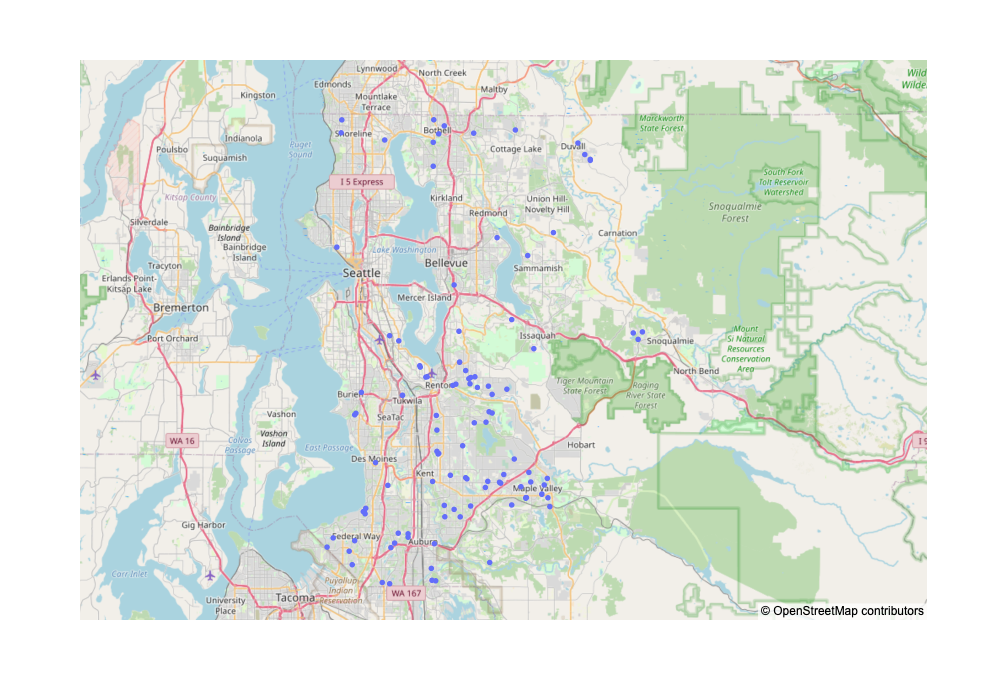 Lynnwood
North Creek
Wild
Wilde
Edmonds
Maltby
Kingston
Mountlake
Terrace
Marckworth
State Forest
Shoreline
Bothell
Indianola
Puget
Sound
Cottage Lake
Duvall
Poulsbo
Suquamish
I 5 Express
South Fork
Tolt Reservoir
Watershed
Kitsap County
Kirkland
Union Hill-
Novelty Hill
Redmond
Snoqualmie
Forest
Silverdale
Bainbridge
Island
Bainbridge
Island
Carnation
Lake Washington
Tracyton
Seattle
Bellevue
Sammamish
Erlands Point-
Kitsap Lake
Mercer Island
Bremerton
Port Orchard
Issaquah
Snoqualmie
Mount
Si Natural
Resources
Conservation
Area
North Bend
Tiger Mountain
State Forest
Raging
River State
Forest
Renton
Burien
Tukwila
Vashon
SeaTac
WA 16
Colvos
Passage
Vashon
Island
East Passage
Hobart
I 9
Des Moines
Kent
Maple Valley
Gig Harbor
Federal Way
Auburn
Carr Inlet
Puyallup
Indian
Reservation
University
Place
Tacoma
WA 167
© OpenStreetMap contributors